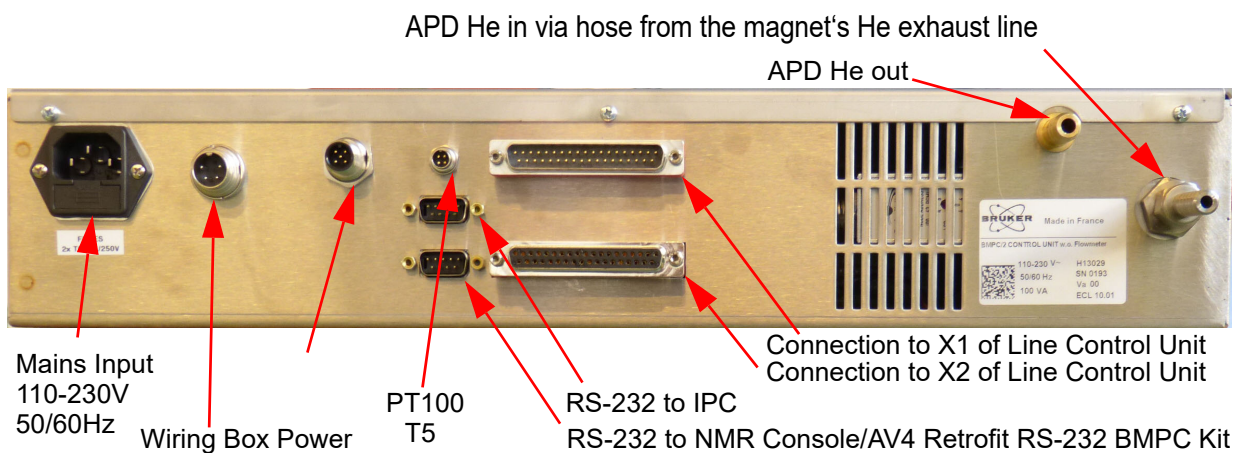 APD He in via hose from the magnet‘s He exhaust line
APD He out
BRUKER
Made in France
BMPC/2 CONTROL UNIT w.o. Flowmeter
110-230 V~
H13029
50/60 Hz
SN 0193
Va 00
100 VA
ECL 10.01
2x
/250V
Mains Input
110-230V
50/60Hz
Wiring Box Power
PT100
T5
RS-232 to IPC
RS-232 to NMR Console/AV4 Retrofit RS-232 BMPC Kit
Connection to X1 of Line Control Unit
Connection to X2 of Line Control Unit